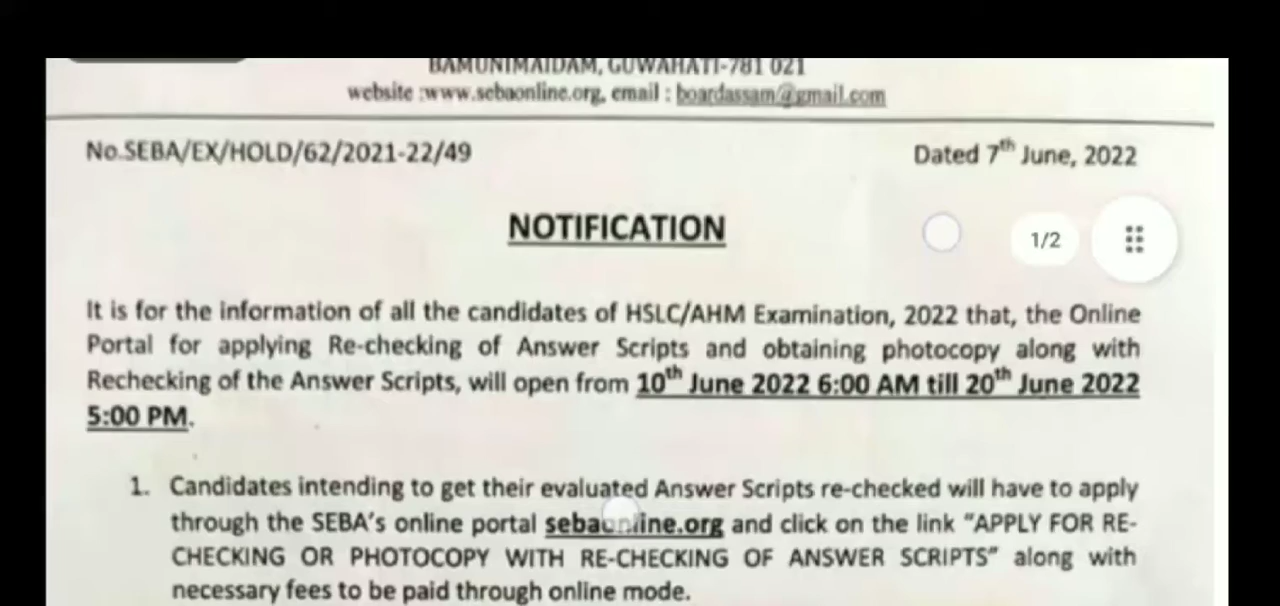 BAMUNIMAIDAM, GUWAHATI-781 021
website :www.sebaonline.org, email : boardassam@gmail.com
No.SEBA/EX/HOLD/62/2021-22/49
Dated 7th June, 2022
NOTIFICATION
1/2
It is for the information of all the candidates of HSLC/AHM Examination, 2022 that, the Online
Portal for applying Re-checking of Answer Scripts and obtaining photocopy along with
Rechecking of the Answer Scripts, will open from 10th June 2022 6:00 AM till 20th June 2022
5:00 PM.
1. Candidates intending to get their evaluated Answer Scripts re-checked will have to apply
through the SEBA's online portal sebaonline.org and click on the link "APPLY FOR RE-
CHECKING OR PHOTOCOPY WITH RE-CHECKING OF ANSWER SCRIPTS" along with
necessary fees to be paid through online mode.